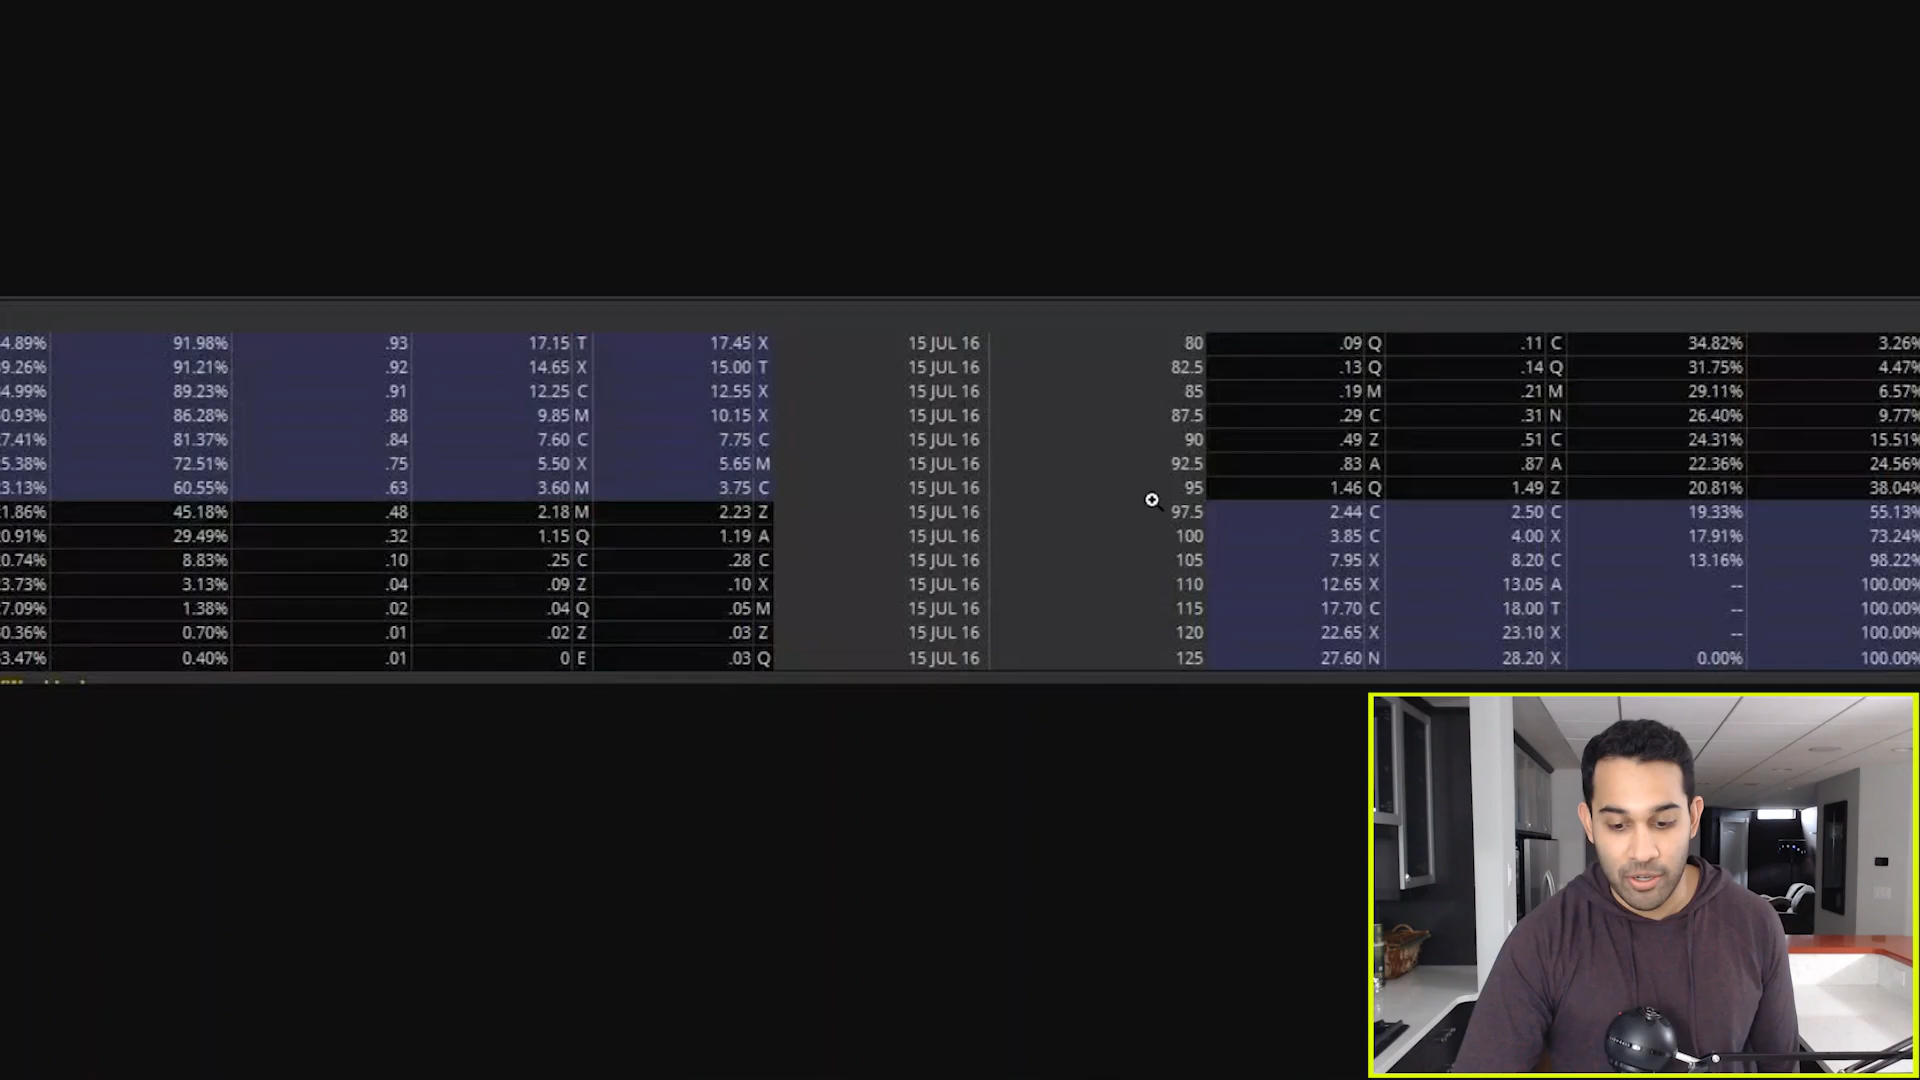 4.89% 91.98% .93 17.15 T 17.45 X 15 JUL 16 80 .09 Q .11 C 34.82% 3.26%
9.26% 91.21% .92 14.65 X 15.00 T 15 JUL 16 82.5 .13 Q .14 Q 31.75% 4.47%
4.99% 89.23% .91 12.25 C 12.55 X 15 JUL 16 85 .19 M .21 M 29.11% 6.57%
0.93% 86.28% .88 9.85 M 10.15 X 15 JUL 16 87.5 .29 C .31 N 26.40% 9.77%
7.41% 81.37% .84 7.60 C 7.75 C 15 JUL 16 90 .49 Z .51 C 24.31% 15.51%
5.38% 72.51% .75 5.50 X 5.65 M 15 JUL 16 92.5 .83 A .87 A 22.36% 24.56%
3.13% 60.55% .63 3.60 M 3.75 C 15 JUL 16 95 1.46 Q 1.49 Z 20.81% 38.04%
1.86% 45.18% .48 2.18 M 2.23 Z 15 JUL 16 97.5 2.44 C 2.50 C 19.33% 55.13%
0.91% 29.49% .32 1.15 Q 1.19 A 15 JUL 16 100 3.85 C 4.00 X 17.91% 73.24%
0.74% 8.83% .10 .25 C .28 C 15 JUL 16 105 7.95 X 8.20 C 13.16% 98.22%
3.73% 3.13% .04 .09 Z .10 X 15 JUL 16 110 12.65 X 13.05 A -- 100.00%
7.09% 1.38% .02 .04 Q .05 M 15 JUL 16 115 17.70 C 18.00 T -- 100.00%
0.36% 0.70% .01 .02 Z .03 Z 15 JUL 16 120 22.65 X 23.10 X -- 100.00%
3.47% 0.40% .01 0 E .03 Q 15 JUL 16 125 27.60 N 28.20 X 0.00% 100.00%